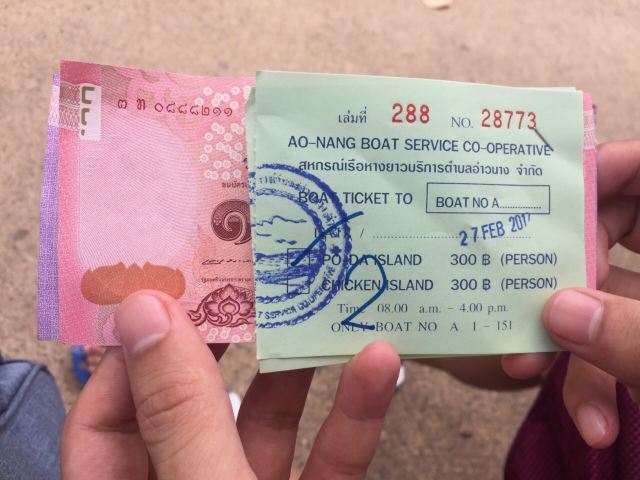 ๓ ห ๐๘๘๘๒๑๑
เล่มที่ 288 NO. 28773
AO-NANG BOAT SERVICE CO-OPERATIVE
สหกรณ์เรือหางยาวบริการตำบลอ่าวนาง จำกัด
BOAT TICKET TO BOAT NO A...............
27 FEB 2017
PO-DA ISLAND 300 ฿ (PERSON)
CHICKEN ISLAND 300 ฿ (PERSON)
2
Time 08.00 a.m. - 4.00 p.m.
ONLY BOAT NO A 1 - 151